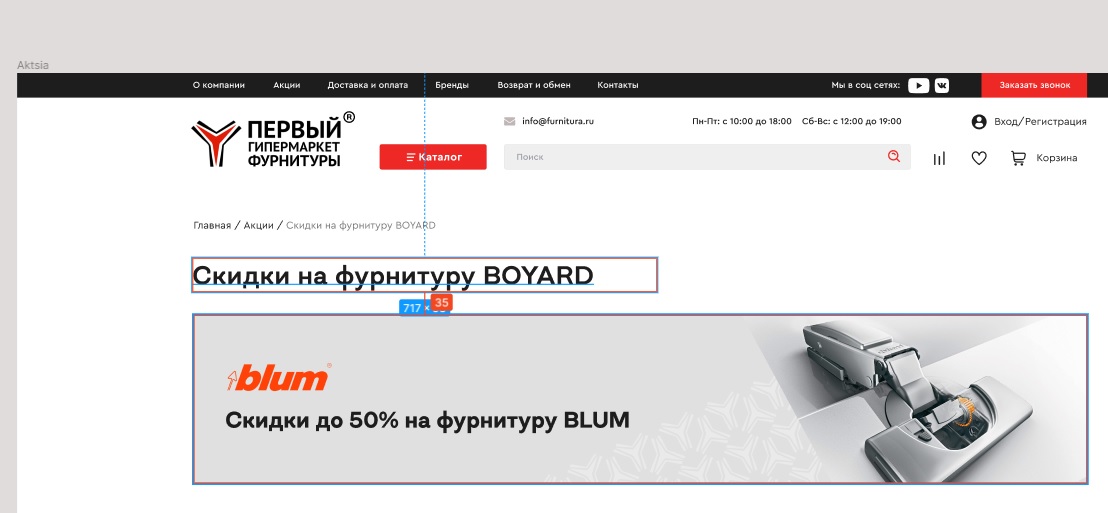 Aktsia
О компании Акции Доставка и оплата Бренды Возврат и обмен Контакты Мы в соц сетях: Заказать звонок
ПЕРВЫЙ ®
ГИПЕРМАРКЕТ
ФУРНИТУРЫ
info@furnitura.ru Пн-Пт: с 10:00 до 18:00 Сб-Вс: с 12:00 до 19:00 Вход/Регистрация
Каталог Поиск Корзина
Главная / Акции / Скидки на фурнитуру BOYARD
Скидки на фурнитуру BOYARD
717 ×
35
blum®
Скидки до 50% на фурнитуру BLUM